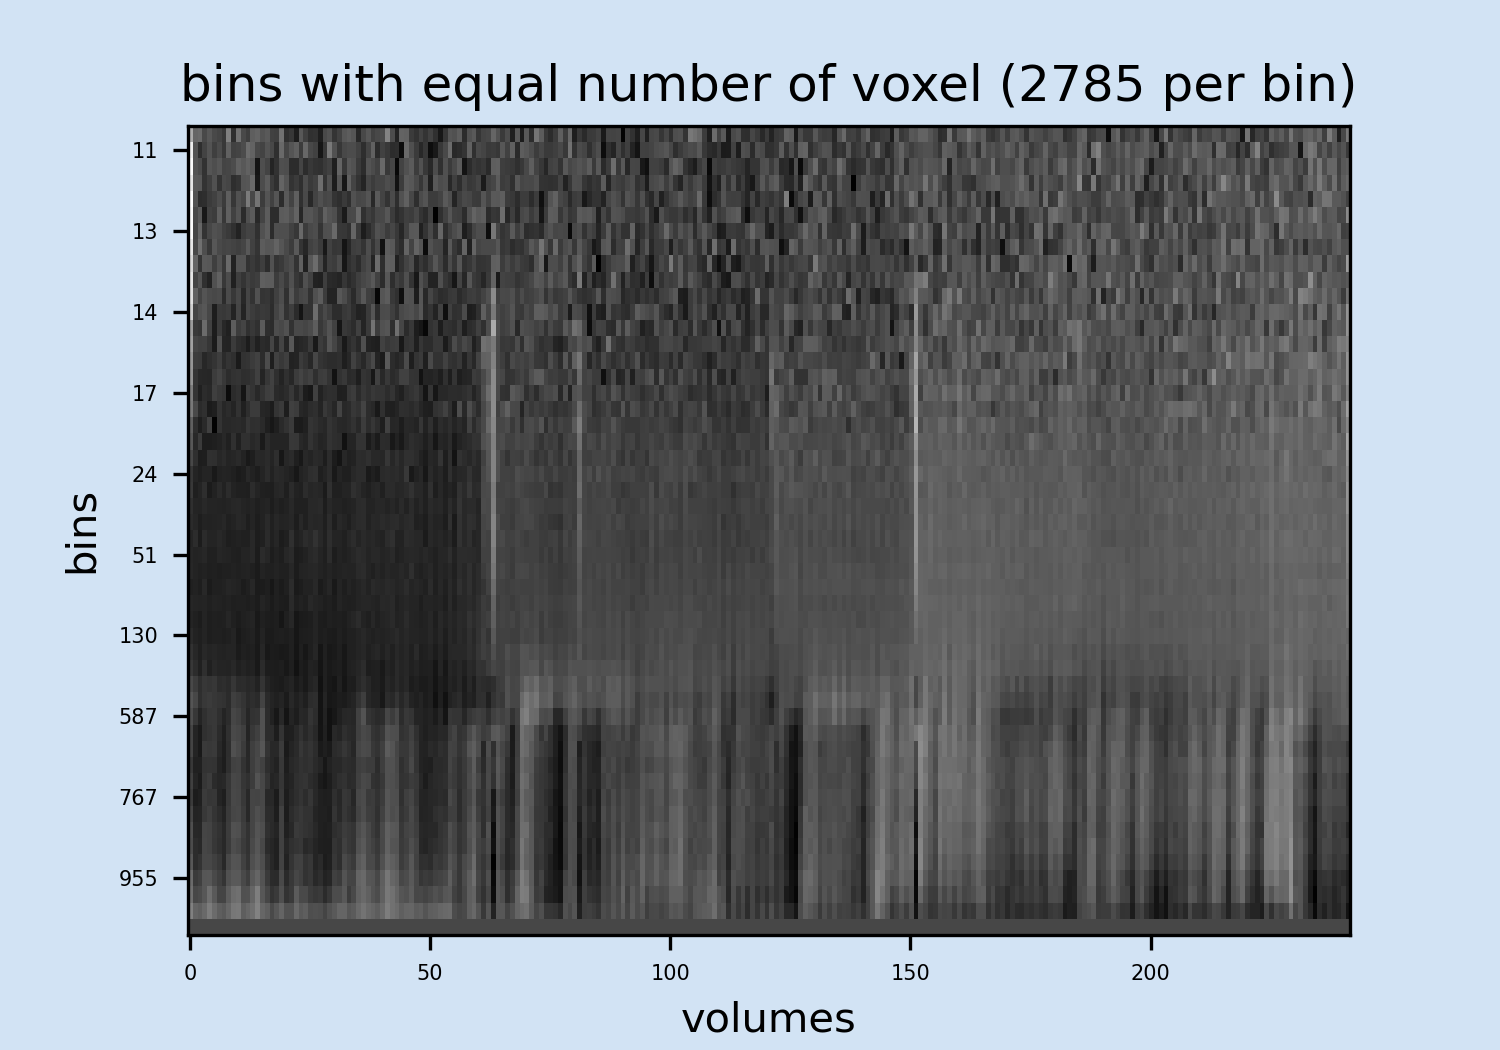 bins with equal number of voxel (2785 per bin)
11
13
14
17
24
51
130
587
767
955
bins
0 50 100 150 200
volumes